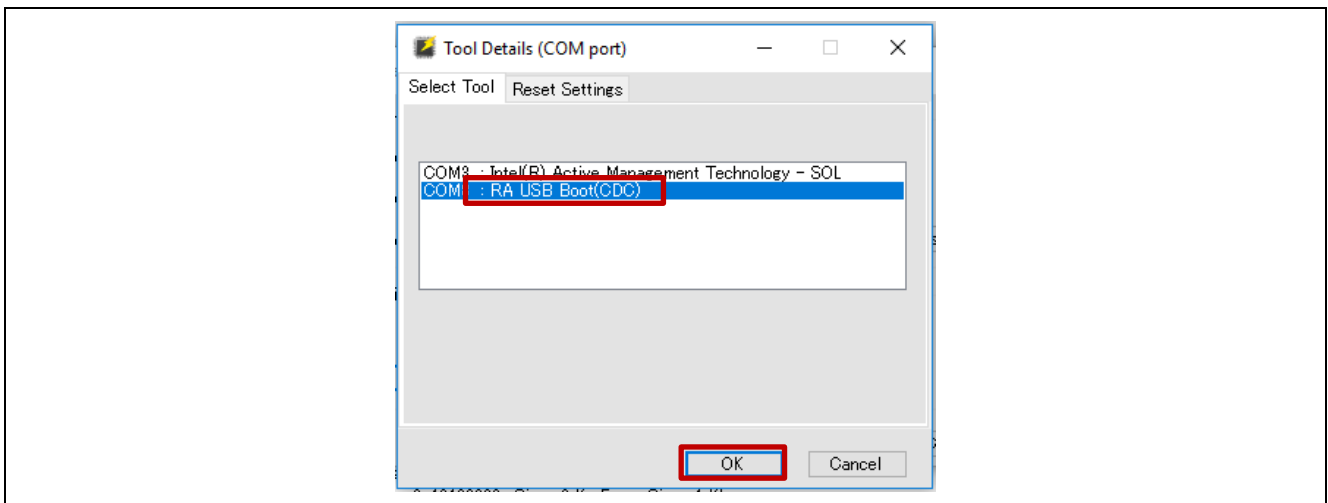 Tool Details (COM port)
Select Tool Reset Settings
COM3 : Intel(R) Active Management Technology - SOL
: RA USB Boot(CDC)
OK Cancel